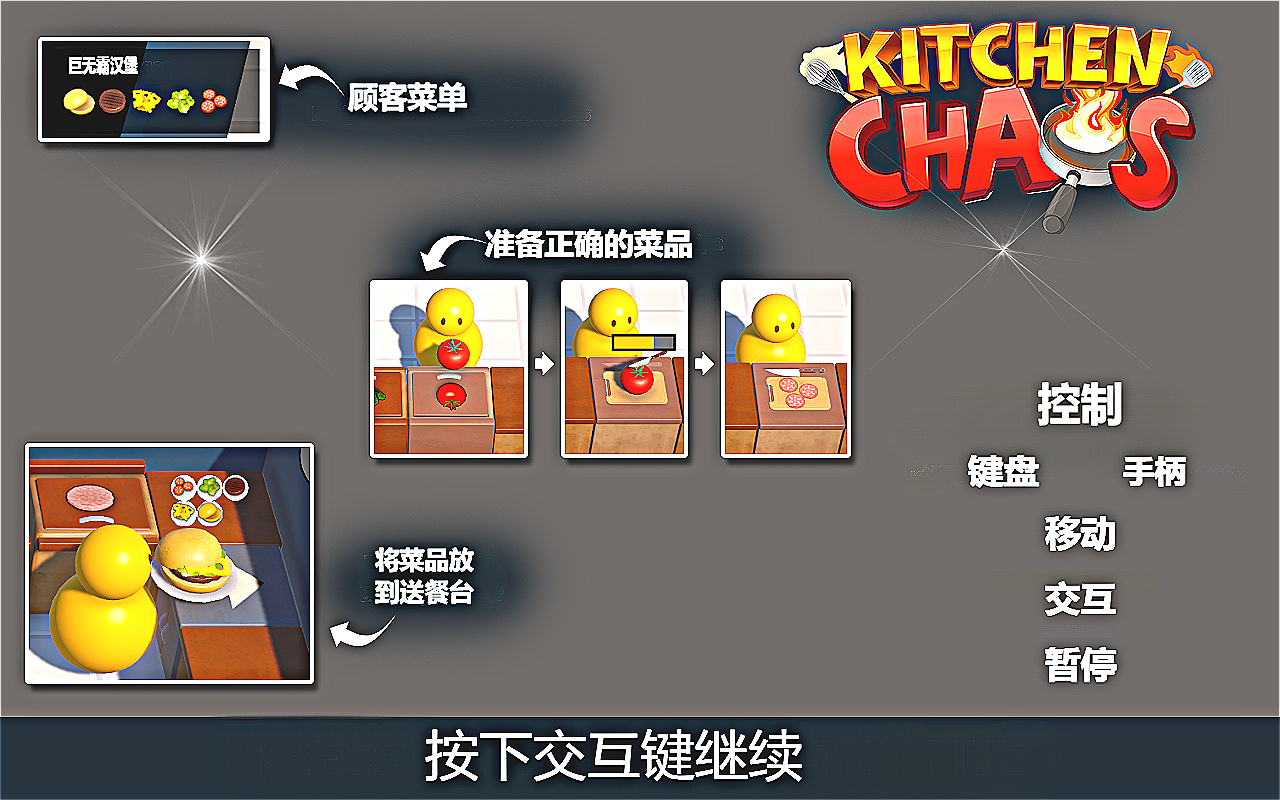 巨无霸汉堡
顾客菜单
KITCHEN
CHAOS
准备正确的菜品
控制
键盘 手柄
移动
交互
暂停
将菜品放
到送餐台
按下交互键继续